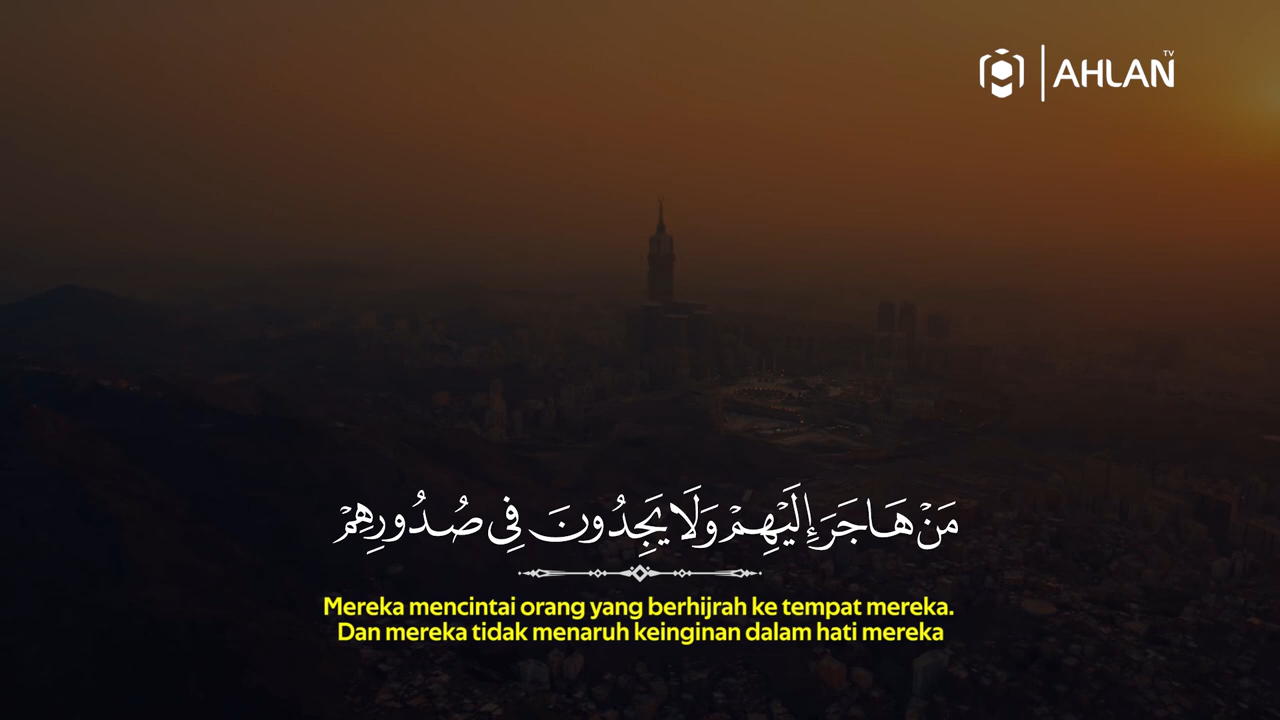 AHLAN TV
مَنْ هَاجَرَ إِلَيْهِمْ وَلَا يَجِدُونَ فِى صُدُورِهِمْ
Mereka mencintai orang yang berhijrah ke tempat mereka.
Dan mereka tidak menaruh keinginan dalam hati mereka